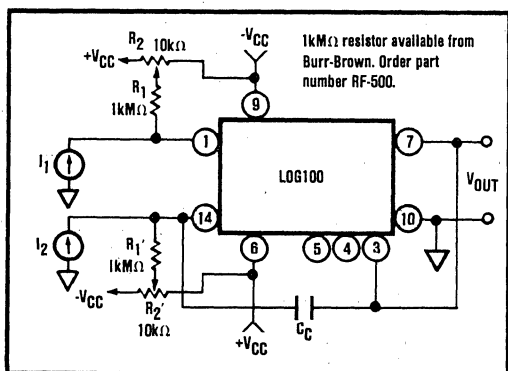 R2 10kΩ
-VCC
1kMΩ resistor available from
Burr-Brown. Order part
number RF-500.
+VCC
R1
1kMΩ
9
1
7
I1
LOG100
VOUT
14
10
I2
6
5
4
3
R1'
1kMΩ
-VCC
R2'
10kΩ
CC
+VCC